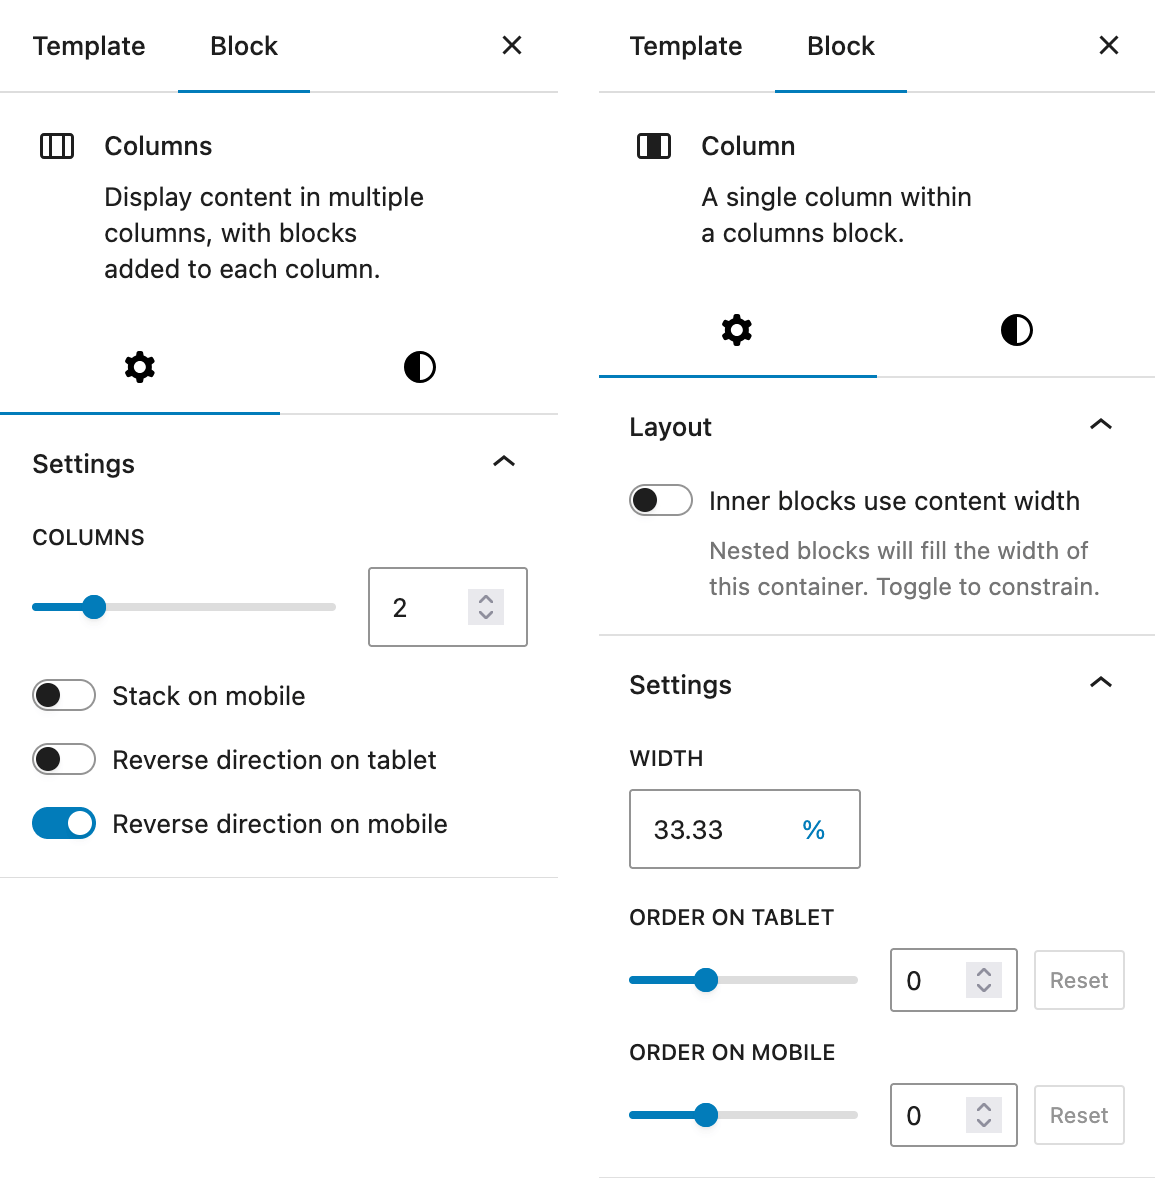 Template Block
Columns
Display content in multiple
columns, with blocks
added to each column.
Settings
COLUMNS
2
Stack on mobile
Reverse direction on tablet
Reverse direction on mobile
Template Block
Column
A single column within
a columns block.
Layout
Inner blocks use content width
Nested blocks will fill the width of
this container. Toggle to constrain.
Settings
WIDTH
33.33 %
ORDER ON TABLET
0 Reset
ORDER ON MOBILE
0 Reset